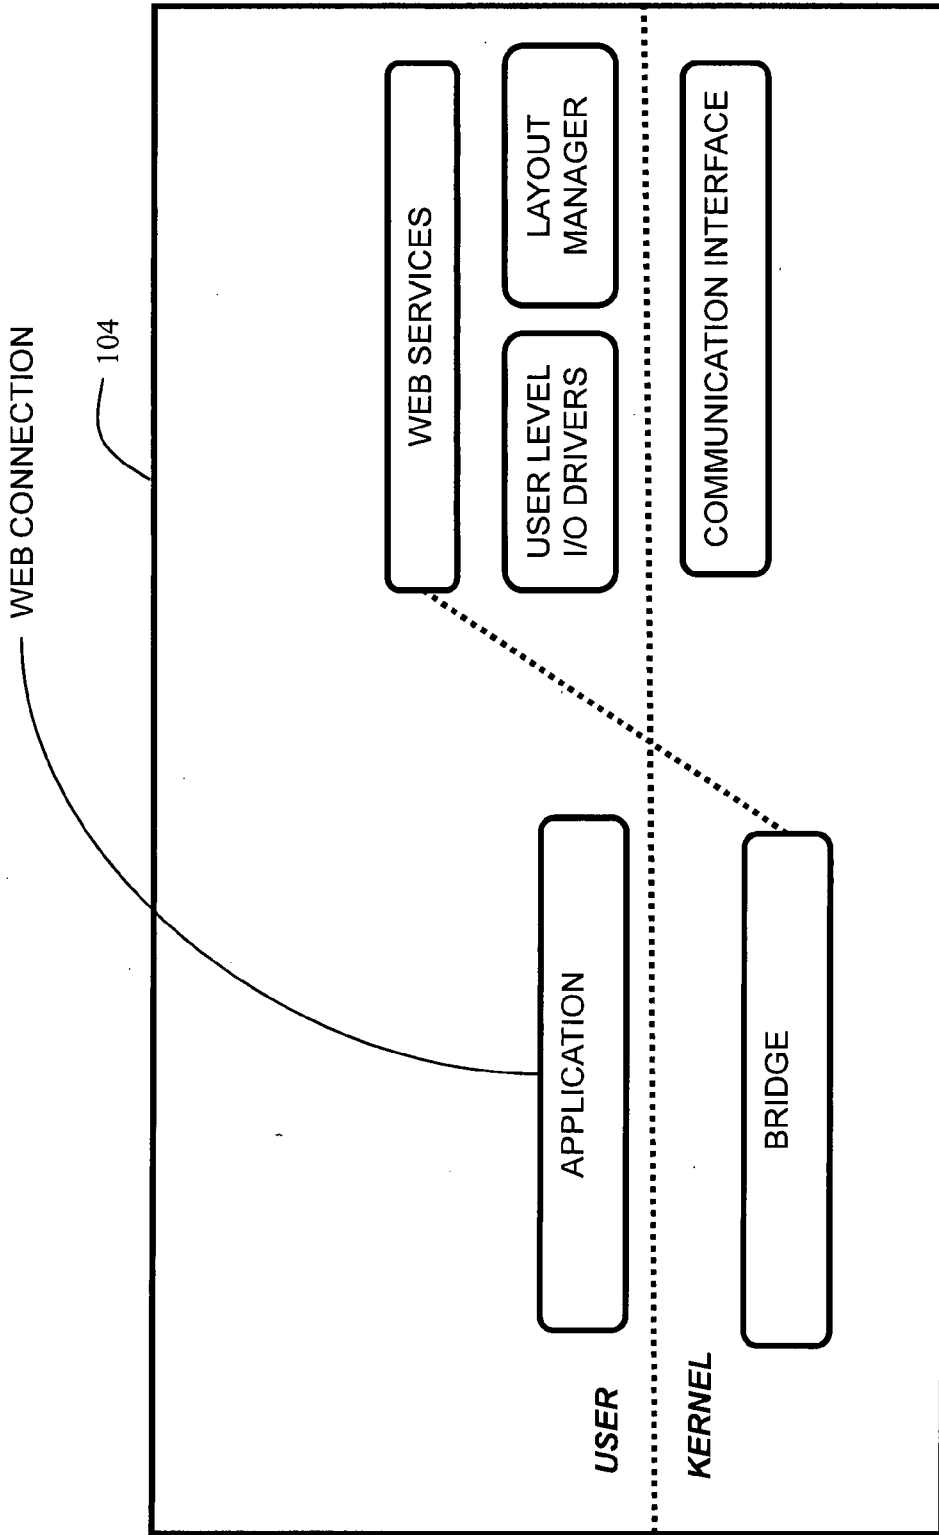 WEB CONNECTION
104
WEB SERVICES
USER LEVEL
I/O DRIVERS
LAYOUT
MANAGER
APPLICATION
USER
KERNEL
COMMUNICATION INTERFACE
BRIDGE